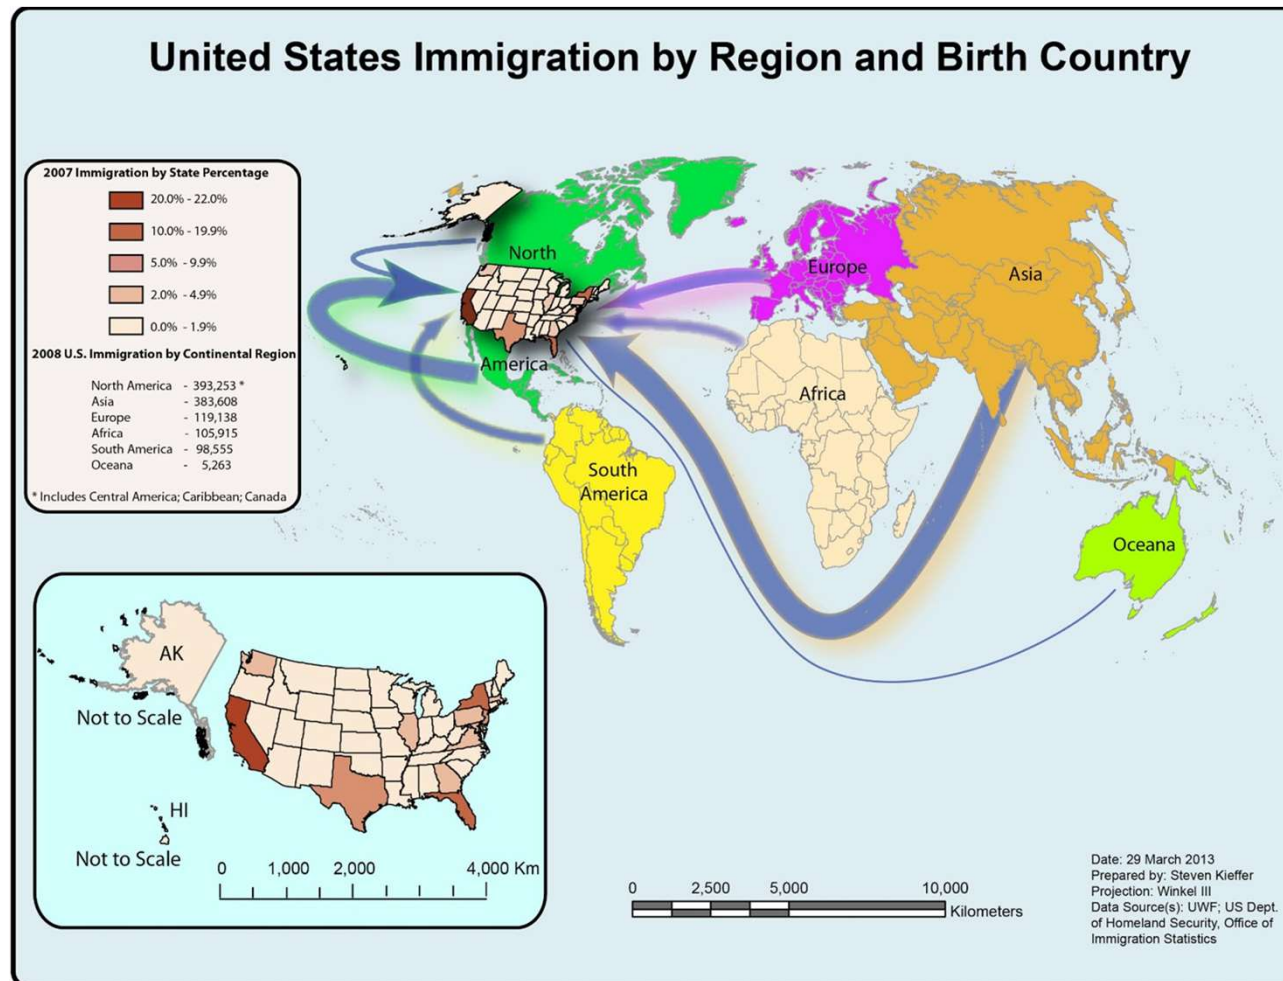 United States Immigration by Region and Birth Country
2007 Immigration by State Percentage
20.0% - 22.0%
10.0% - 19.9%
5.0% - 9.9%
2.0% - 4.9%
0.0% - 1.9%
2008 U.S. Immigration by Continental Region
North America - 393,253 *
Asia - 383,608
Europe - 119,138
Africa - 105,915
South America - 98,555
Oceana - 5,263
* Includes Central America; Caribbean; Canada
North
America
Europe
Asia
Africa
South
America
Oceana
AK
Not to Scale
HI
Not to Scale
0 1,000 2,000 4,000 Km
0 2,500 5,000 10,000
Kilometers
Date: 29 March 2013
Prepared by: Steven Kieffer
Projection: Winkel III
Data Source(s): UWF; US Dept.
of Homeland Security, Office of
Immigration Statistics